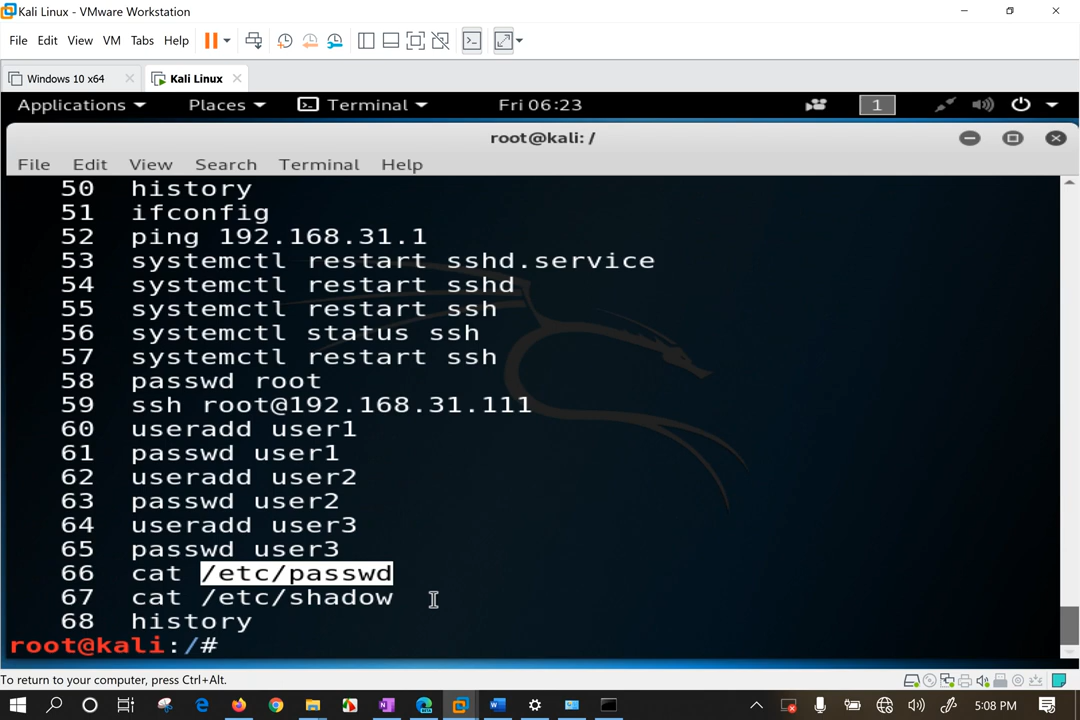 Kali Linux - VMware Workstation
File Edit View VM Tabs Help
Windows 10 x64 Kali Linux
Applications Places Terminal Fri 06:23 1
root@kali: /
File Edit View Search Terminal Help
50 history
51 ifconfig
52 ping 192.168.31.1
53 systemctl restart sshd.service
54 systemctl restart sshd
55 systemctl restart ssh
56 systemctl status ssh
57 systemctl restart ssh
58 passwd root
59 ssh root@192.168.31.111
60 useradd user1
61 passwd user1
62 useradd user2
63 passwd user2
64 useradd user3
65 passwd user3
66 cat /etc/passwd
67 cat /etc/shadow
68 history
root@kali:/#
To return to your computer, press Ctrl+Alt.
5:08 PM